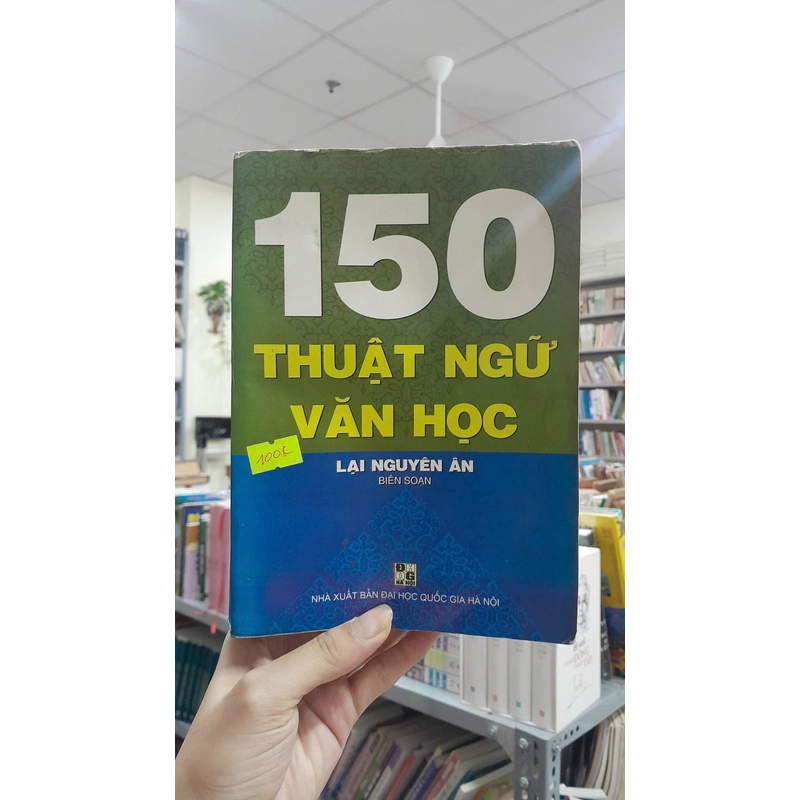 150
THUẬT NGỮ
VĂN HỌC
100k
LẠI NGUYÊN ÂN
BIÊN SOẠN
NHÀ XUẤT BẢN ĐẠI HỌC QUỐC GIA HÀ NỘI